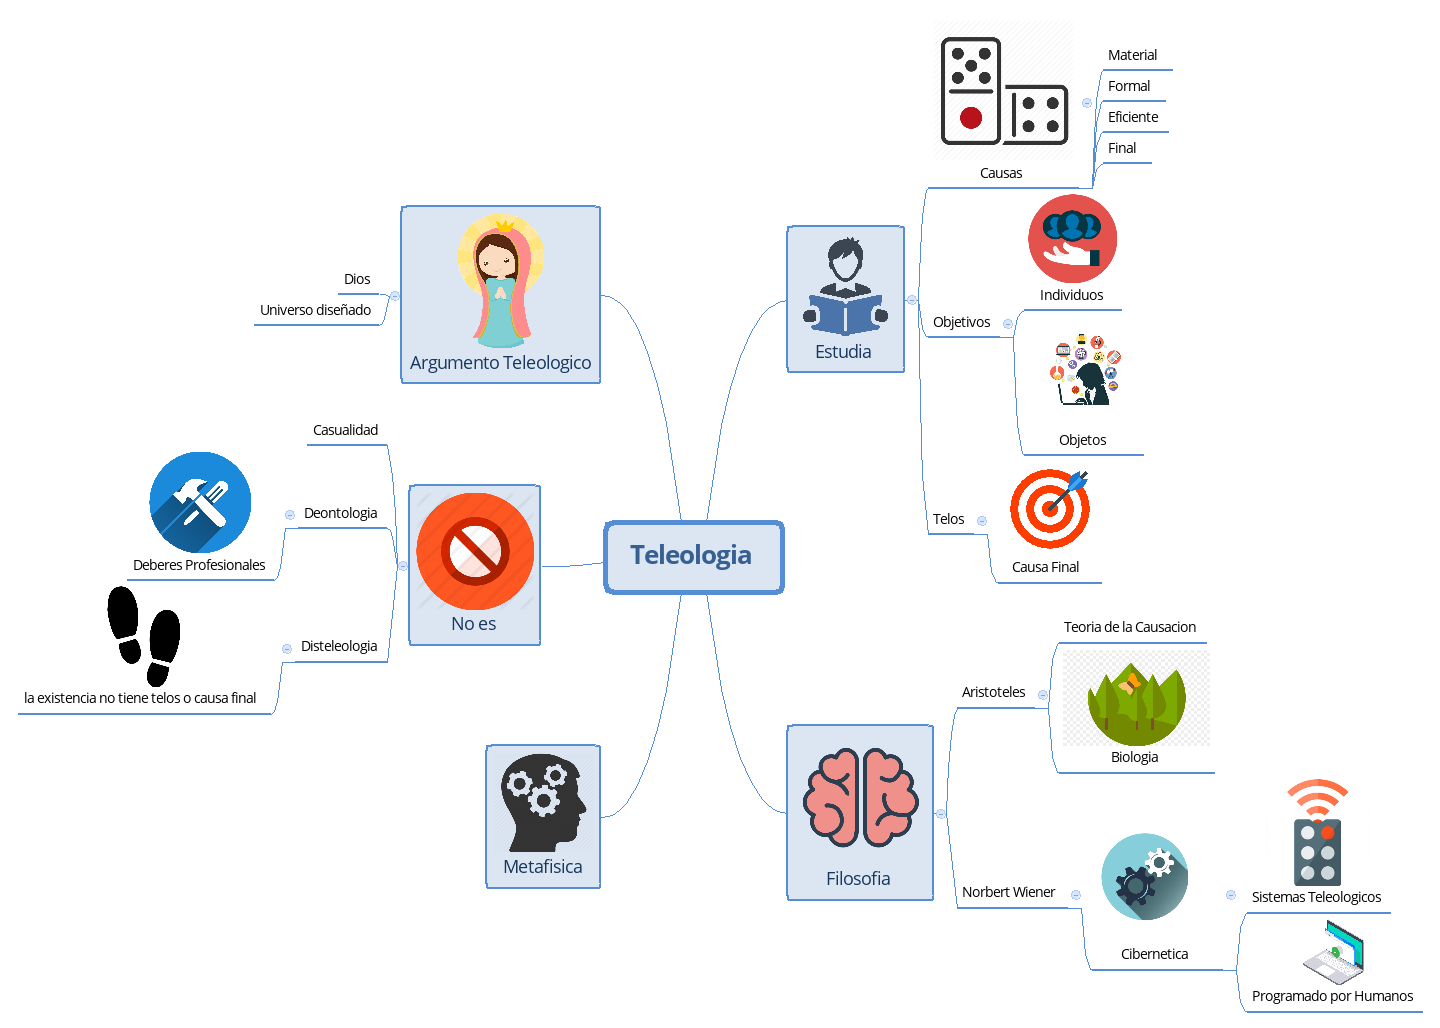 Teleologia
Argumento Teleologico
Dios
Universo diseñado
No es
Casualidad
Deontologia
Deberes Profesionales
Disteleologia
la existencia no tiene telos o causa final
Metafisica
Estudia
Causas
Material
Formal
Eficiente
Final
Objetivos
Individuos
Objetos
Telos
Causa Final
Filosofia
Aristoteles
Teoria de la Causacion
Biologia
Norbert Wiener
Cibernetica
Sistemas Teleologicos
Programado por Humanos